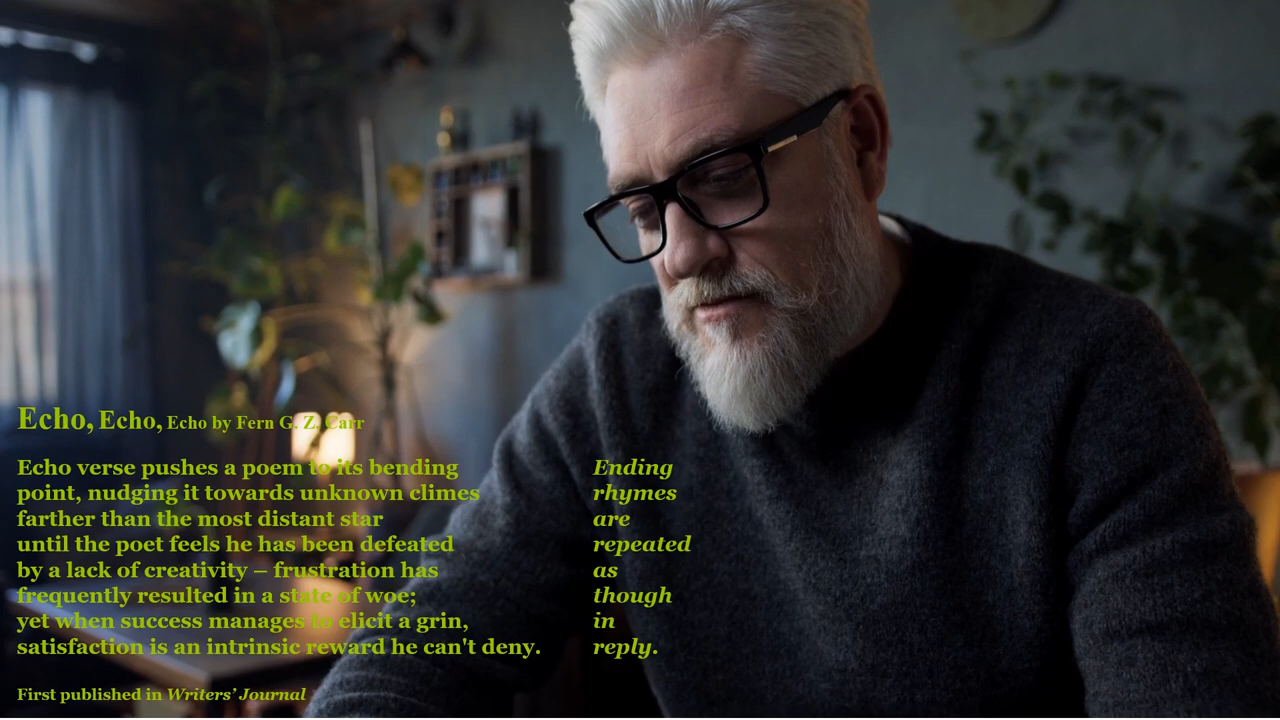 Echo, Echo, Echo by Fern G. Z. Carr
Echo verse pushes a poem to its bending Ending
point, nudging it towards unknown climes rhymes
farther than the most distant star are
until the poet feels he has been defeated repeated
by a lack of creativity – frustration has as
frequently resulted in a state of woe; though
yet when success manages to elicit a grin, in
satisfaction is an intrinsic reward he can't deny. reply.
First published in Writers’ Journal